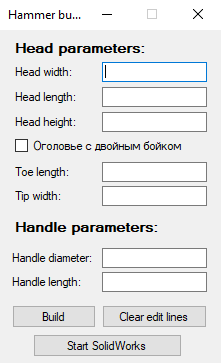 Hammer bu...
Head parameters:
Head width:
Head length:
Head height:
Оголовье с двойным бойком
Toe length:
Tip width:
Handle parameters:
Handle diameter:
Handle length:
Build Clear edit lines
Start SolidWorks